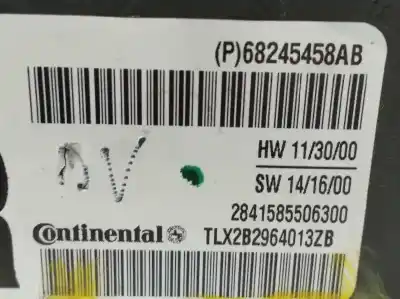 (P)68245458AB
HW 11/30/00
SW 14/16/00
2841585506300
Continental TLX2B2964013ZB